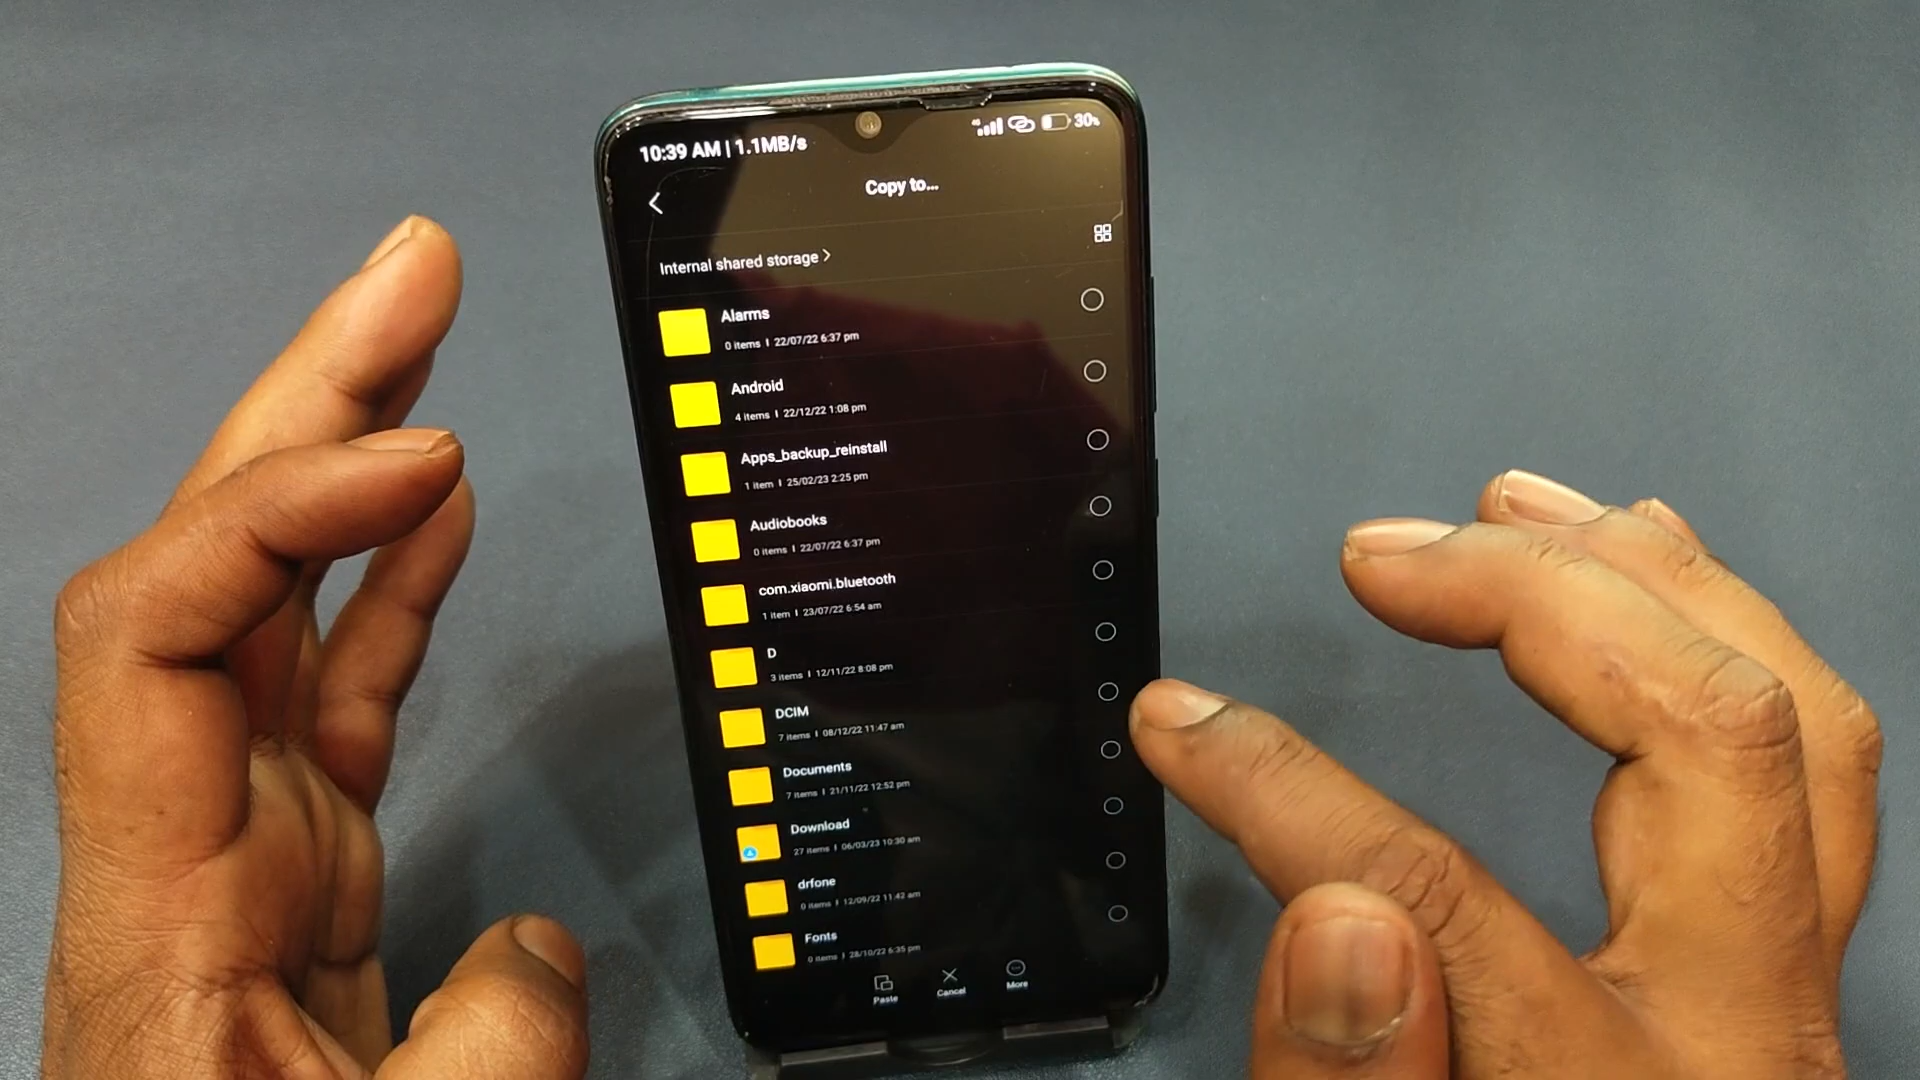 10:39 AM | 1.1MB/s
4G 30%
Copy to...
Internal shared storage >
Alarms
0 items | 22/07/22 6:37 pm
Android
4 items | 22/12/22 1:08 pm
Apps_backup_reinstall
1 item | 25/02/23 2:25 pm
Audiobooks
0 items | 22/07/22 6:37 pm
com.xiaomi.bluetooth
1 item | 23/07/22 6:54 am
D
3 items | 12/11/22 8:08 pm
DCIM
7 items | 08/12/22 11:47 am
Documents
7 items | 21/11/22 12:52 pm
Download
27 items | 06/03/23 10:30 am
drfone
0 items | 12/09/22 11:42 am
Fonts
0 items | 28/10/22 6:35 pm
Paste
Cancel
More